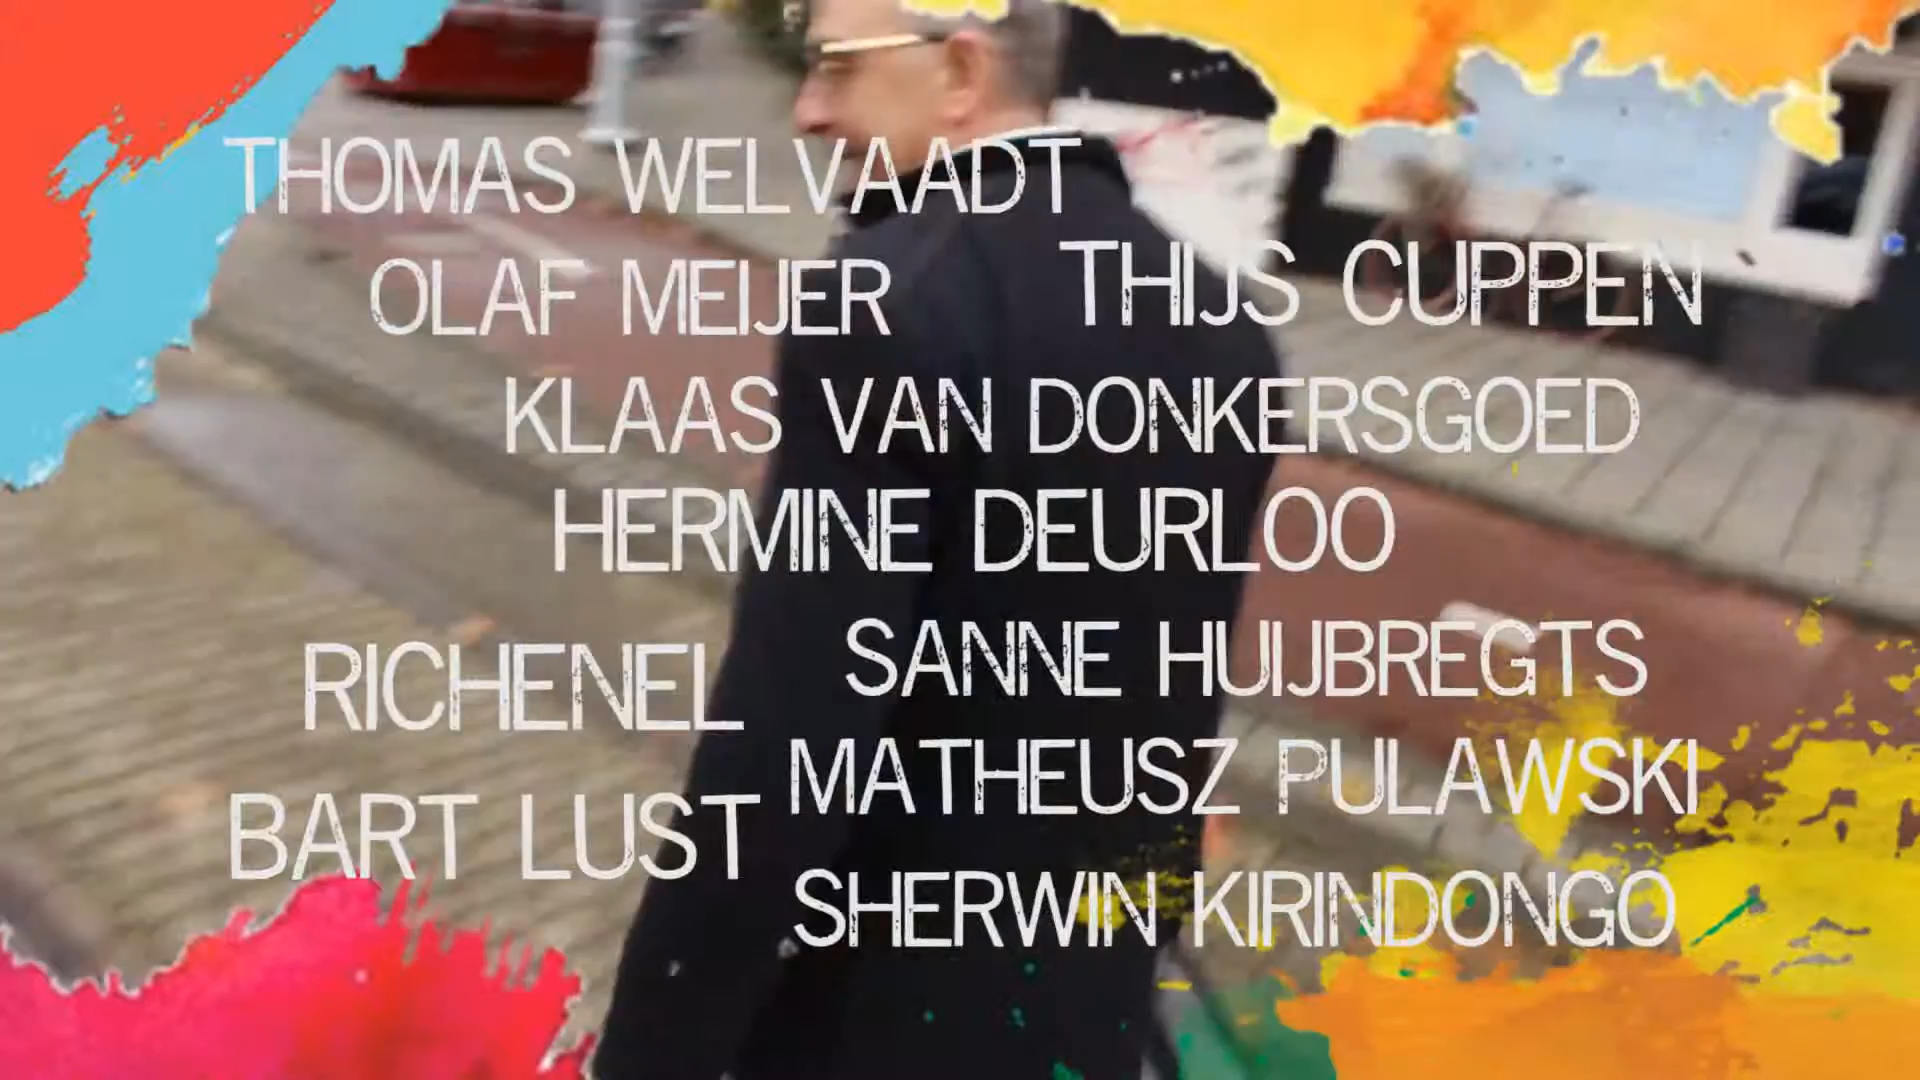 THOMAS WELVAADT
OLAF MEIJER
THIJS CUPPEN
KLAAS VAN DONKERSGOED
HERMINE DEURLOO
SANNE HUIJBREGTS
RICHENEL
MATHEUSZ PULAWSKI
BART LUST
SHERWIN KIRINDONGO